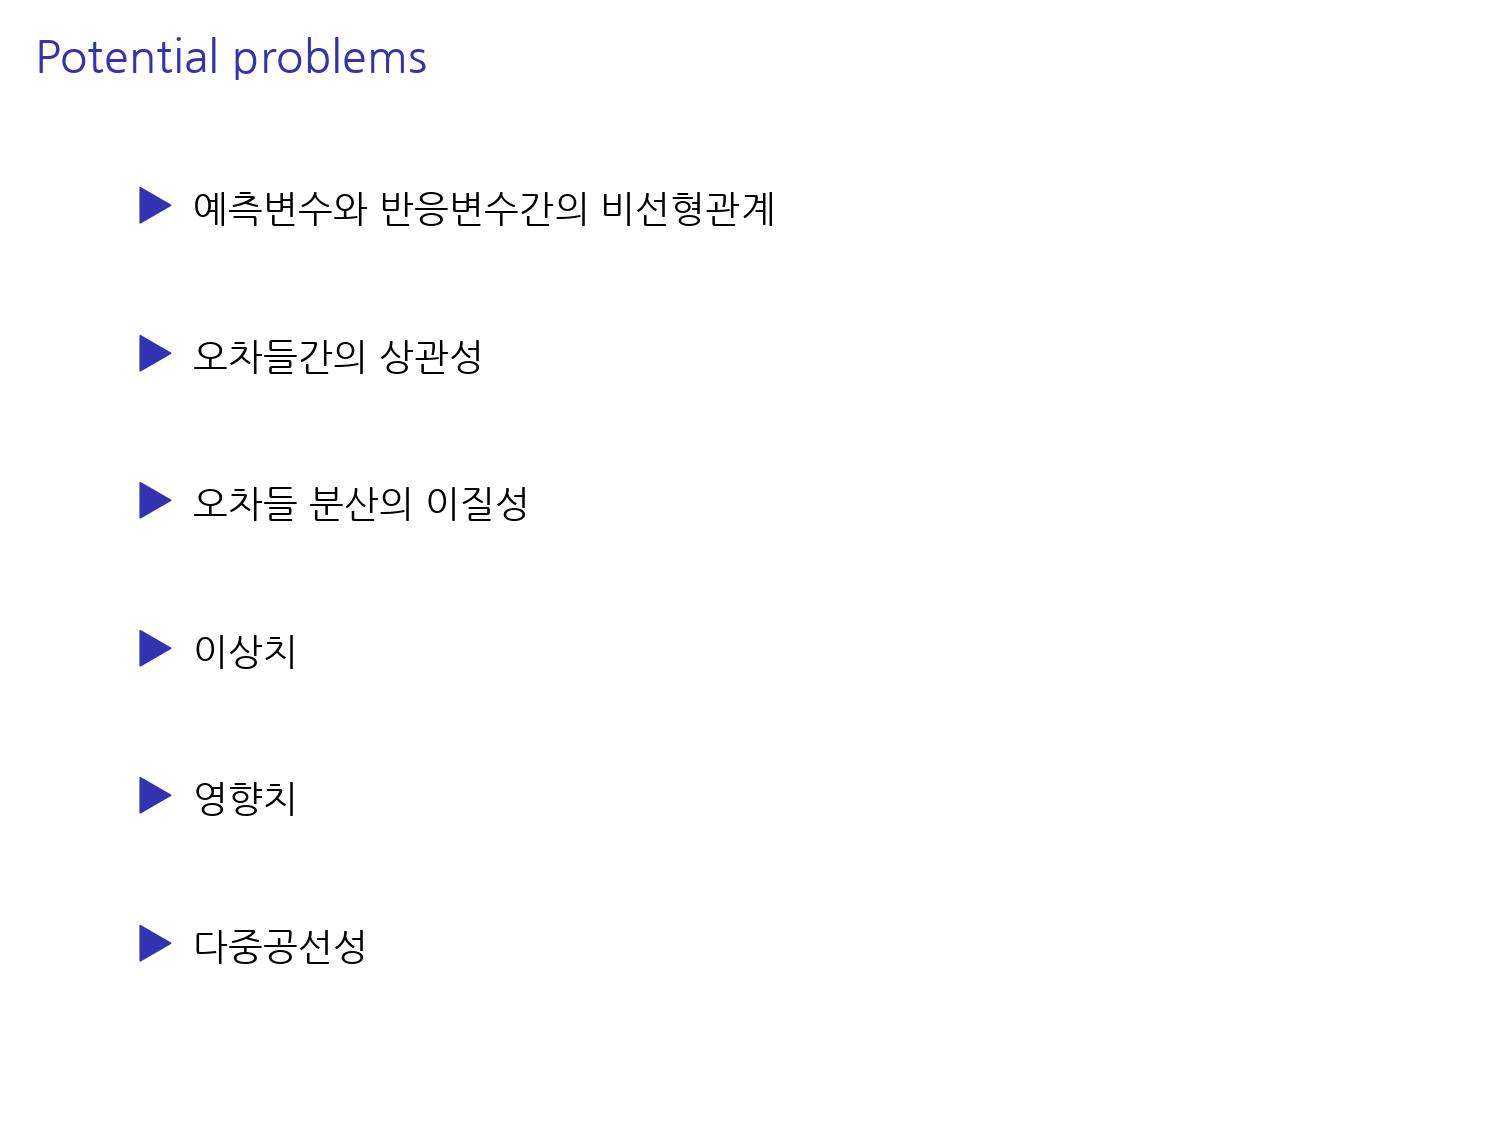 Potential problems
▶ 예측변수와 반응변수간의 비선형관계
▶ 오차들간의 상관성
▶ 오차들 분산의 이질성
▶ 이상치
▶ 영향치
▶ 다중공선성